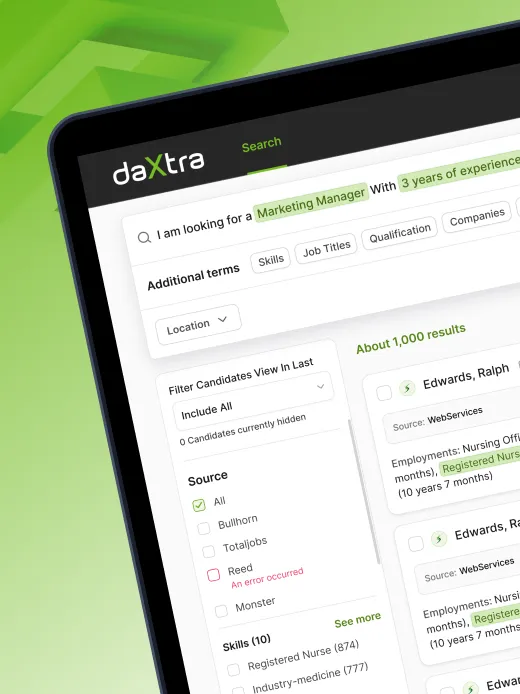 daXtra
Search
I am looking for a Marketing Manager With 3 years of experience
Additional terms
Skills
Job Titles
Qualification
Companies
Location
Filter Candidates View In Last
Include All
0 Candidates currently hidden
Source
All
Bullhorn
Totaljobs
Reed
An error occurred
Monster
See more
Skills (10)
Registered Nurse (874)
Industry-medicine (777)
About 1,000 results
Edwards, Ralph
Source: WebServices
Employments: Nursing Offi
months), Registered Nurs
(10 years 7 months)
Edwards, Ra
Source: WebServices
Employments: Nursin
months), Registere
(10 years 7 months)
Edwar